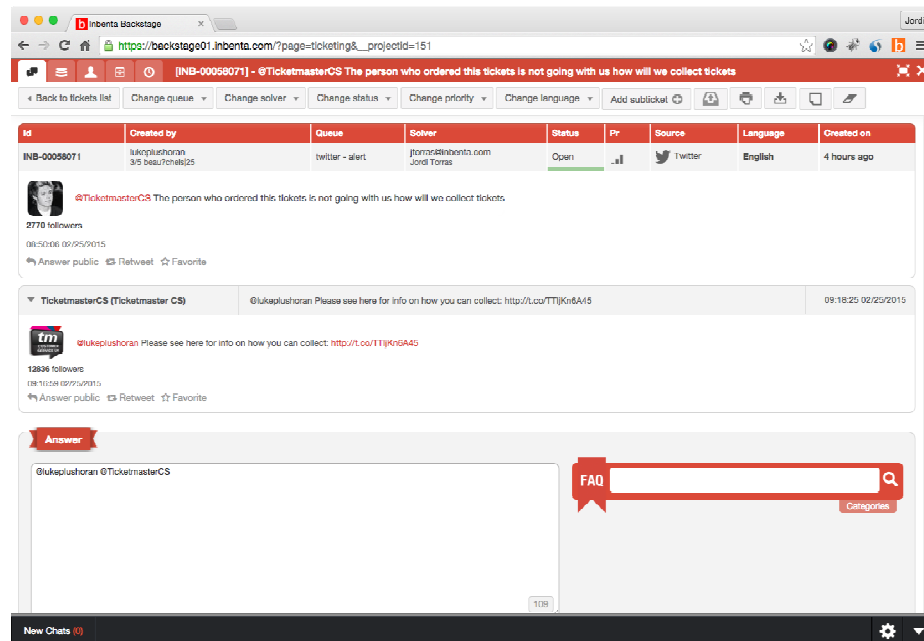 Inbenta Backstage
Jordi
https://backstage01.inbenta.com/?page=ticketing&__projectId=151
[INB-00058071] - @TicketmasterCS The person who ordered this tickets is not going with us how will we collect tickets
Back to tickets list Change queue Change solver Change status Change priority Change language Add subticket
Id Created by Queue Solver Status Pr Source Language Created on
INB-00058071 lukeplushoran twitter - alert jtorras@inbenta.com Open Twitter English 4 hours ago
3/5 beau?chels|25 Jordi Torras
@TicketmasterCS The person who ordered this tickets is not going with us how will we collect tickets
2770 followers
08:50:06 02/25/2015
Answer public Retweet Favorite
TicketmasterCS (Ticketmaster CS) @lukeplushoran Please see here for info on how you can collect: http://t.co/TTljKn6A45 09:18:25 02/25/2015
tm
@lukeplushoran Please see here for info on how you can collect: http://t.co/TTljKn6A45
12836 followers
09:16:59 02/25/2015
Answer public Retweet Favorite
Answer
@lukeplushoran @TicketmasterCS
FAQ
Categories
109
New Chats (0)